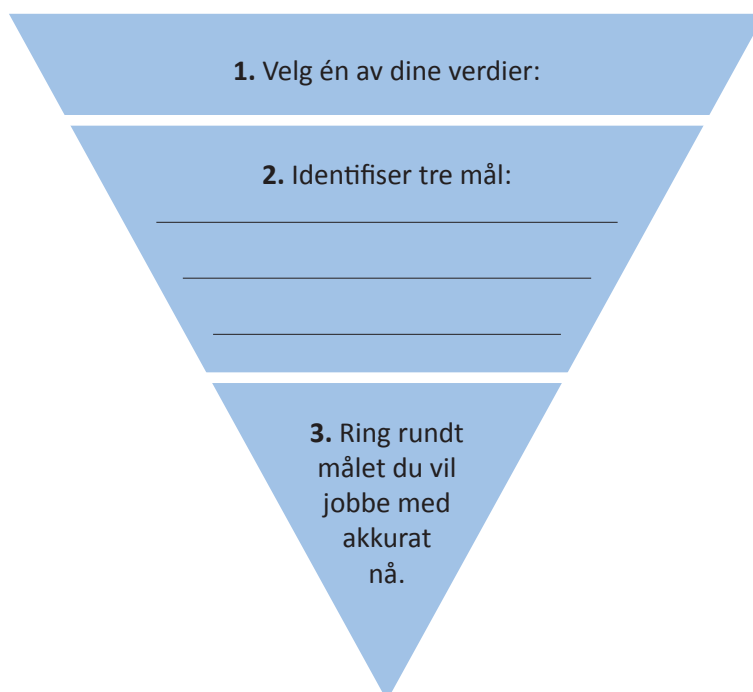 1. Velg én av dine verdier:
2. Identifiser tre mål:
3. Ring rundt
målet du vil
jobbe med
akkurat
nå.